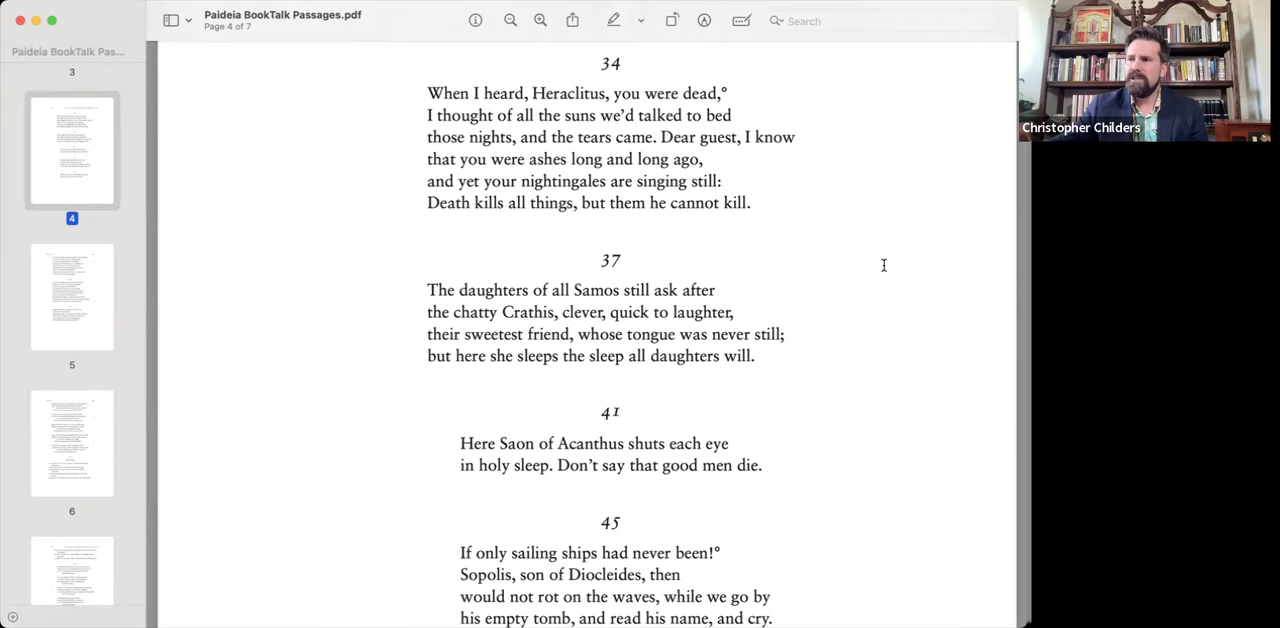 Paideia BookTalk Passages.pdf
Page 4 of 7
Search
Paideia BookTalk Pas...
3
4
5
6
34
When I heard, Heraclitus, you were dead,°
I thought of all the suns we'd talked to bed
those nights, and the tears came. Dear guest, I know
that you were ashes long and long ago,
and yet your nightingales are singing still:
Death kills all things, but them he cannot kill.
37
The daughters of all Samos still ask after
the chatty Crathis, clever, quick to laughter,
their sweetest friend, whose tongue was never still;
but here she sleeps the sleep all daughters will.
41
Here Saon of Acanthus shuts each eye
in holy sleep. Don't say that good men die.
45
If only sailing ships had never been!°
Sopolis, son of Diocleides, then
would not rot on the waves, while we go by
his empty tomb, and read his name, and cry.
Christopher Childers